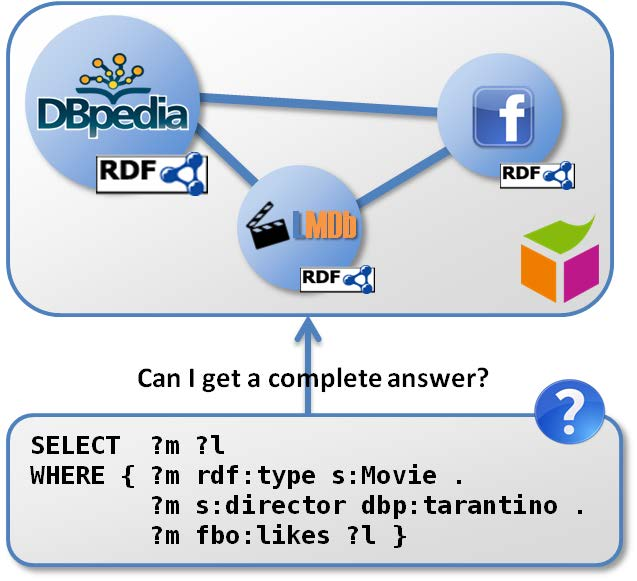 DBpedia
RDF
f
RDF
LMDb
RDF
Can I get a complete answer?
?
SELECT ?m ?l
WHERE { ?m rdf:type s:Movie .
?m s:director dbp:tarantino .
?m fbo:likes ?l }